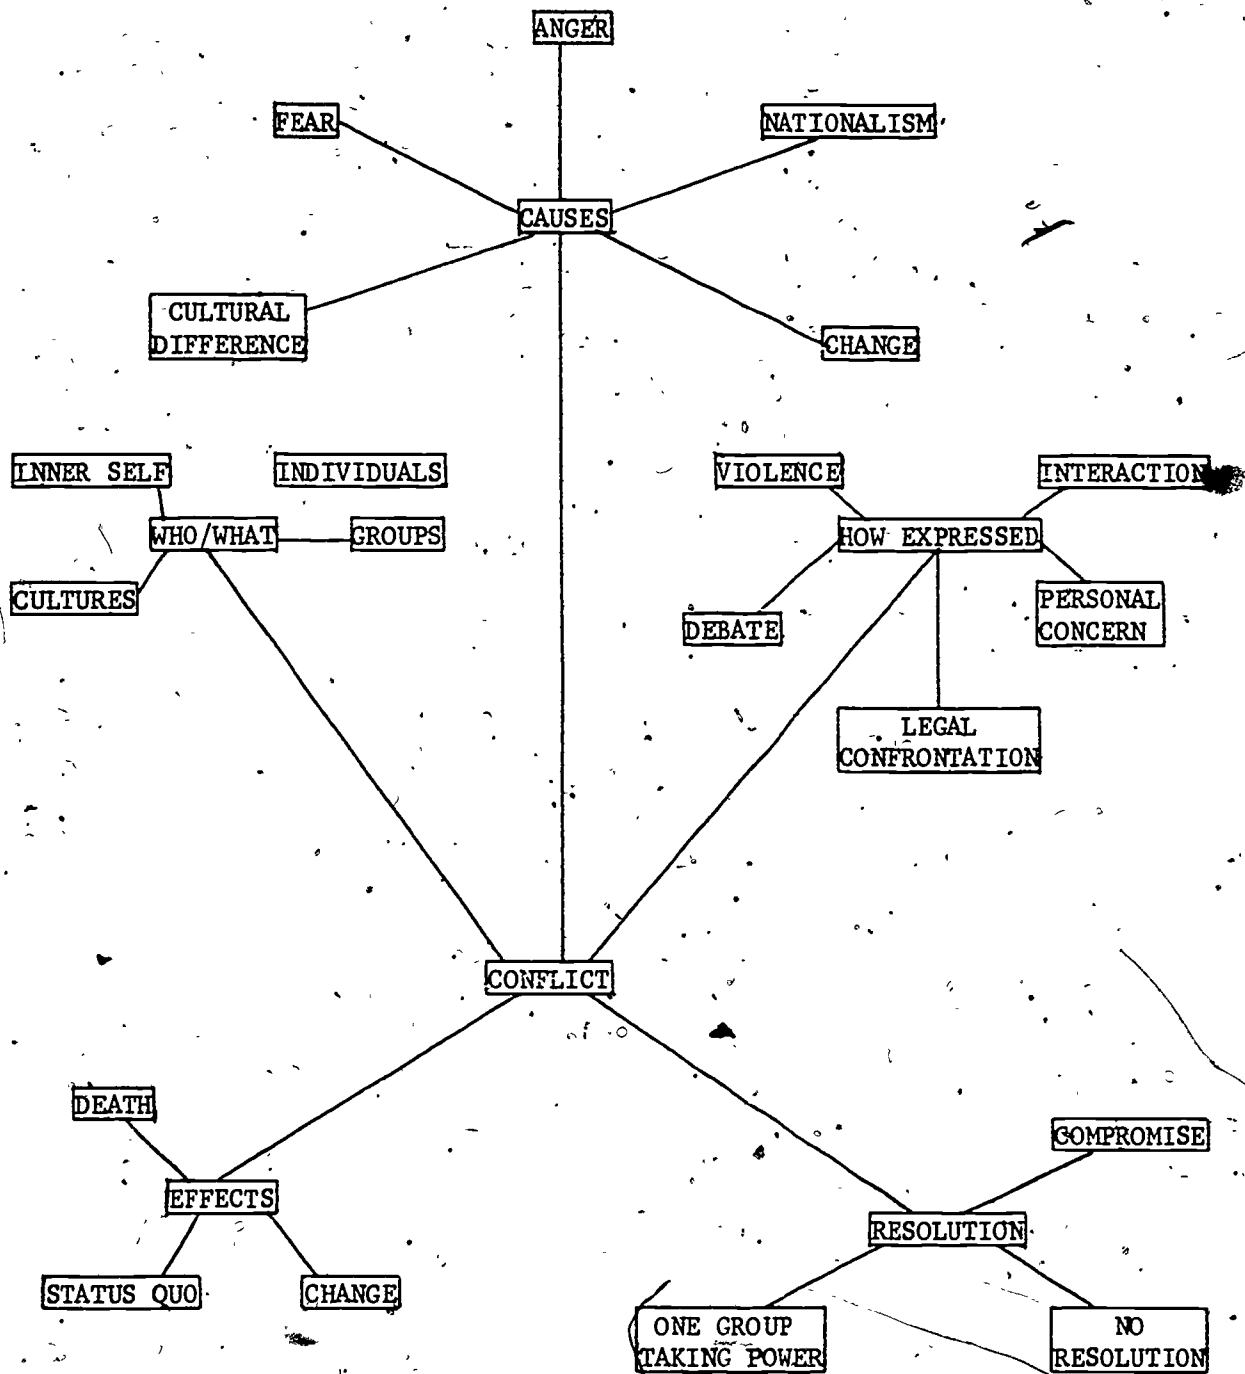 ANGER
FEAR
NATIONALISM
CAUSES
CULTURAL
DIFFERENCE
CHANGE
INNER SELF
INDIVIDUALS
VIOLENCE
INTERACTION
WHO/WHAT
GROUPS
HOW EXPRESSED
CULTURES
DEBATE
PERSONAL
CONCERN
LEGAL
CONFRONTATION
CONFLICT
DEATH
COMPROMISE
EFFECTS
RESOLUTION
STATUS QUO
CHANGE
ONE GROUP
TAKING POWER
NO
RESOLUTION